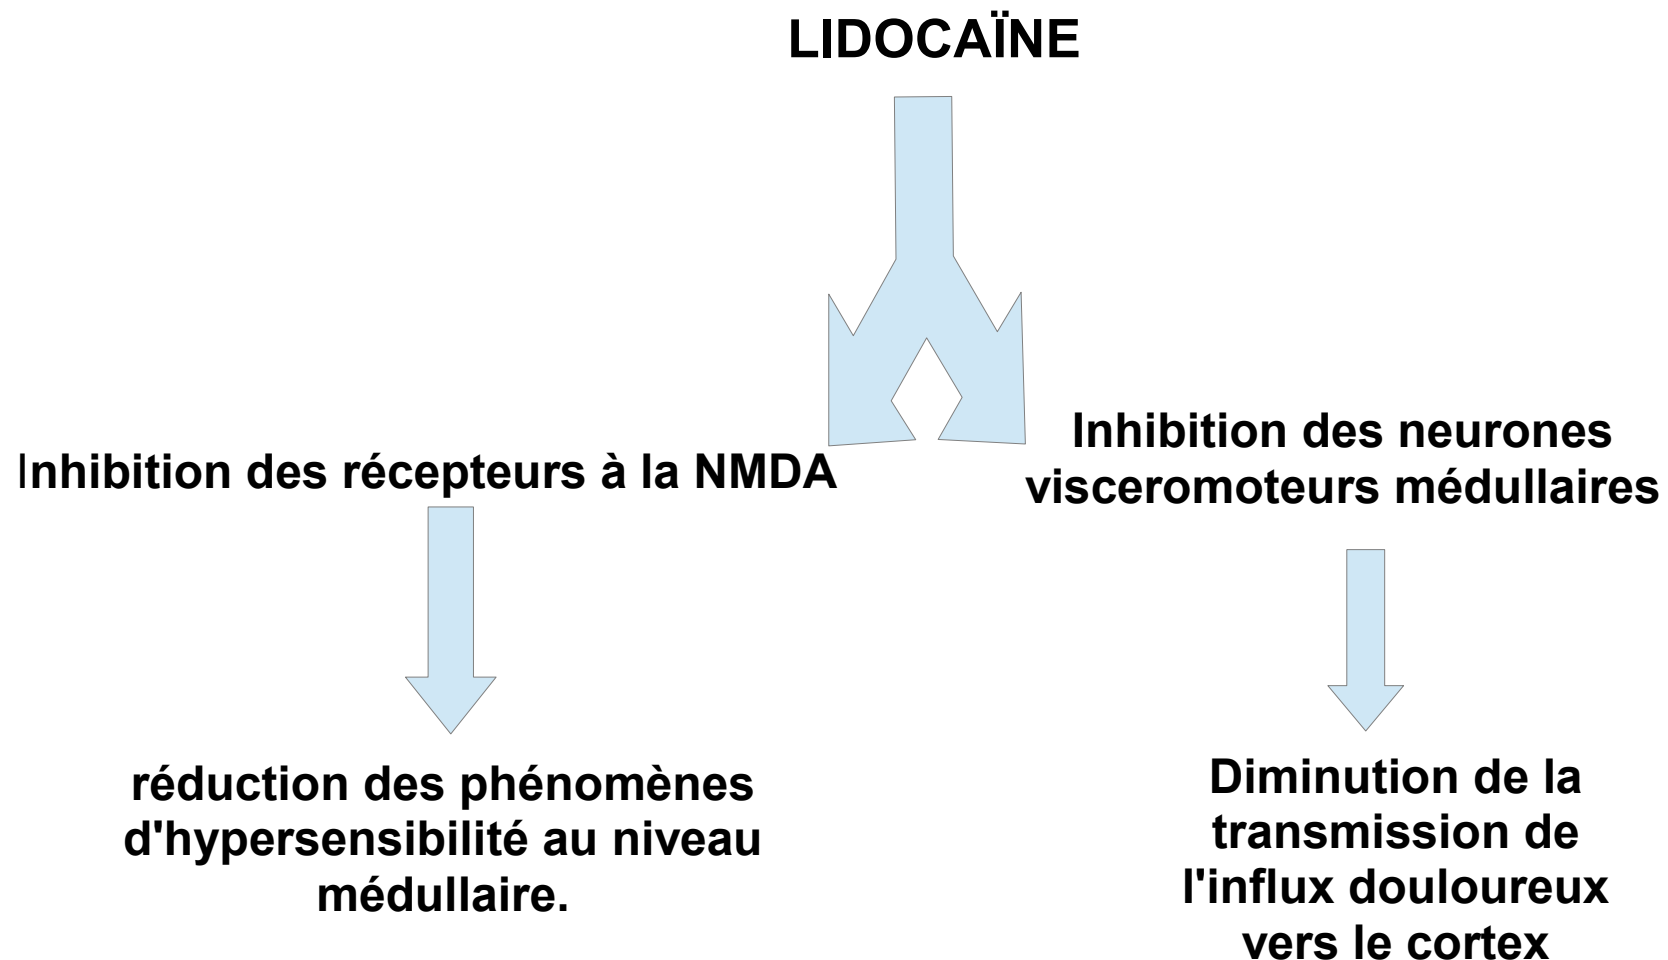 LIDOCAÏNE
Inhibition des récepteurs à la NMDA
Inhibition des neurones
visceromoteurs médullaires
réduction des phénomènes
d'hypersensibilité au niveau
médullaire.
Diminution de la
transmission de
l'influx douloureux
vers le cortex